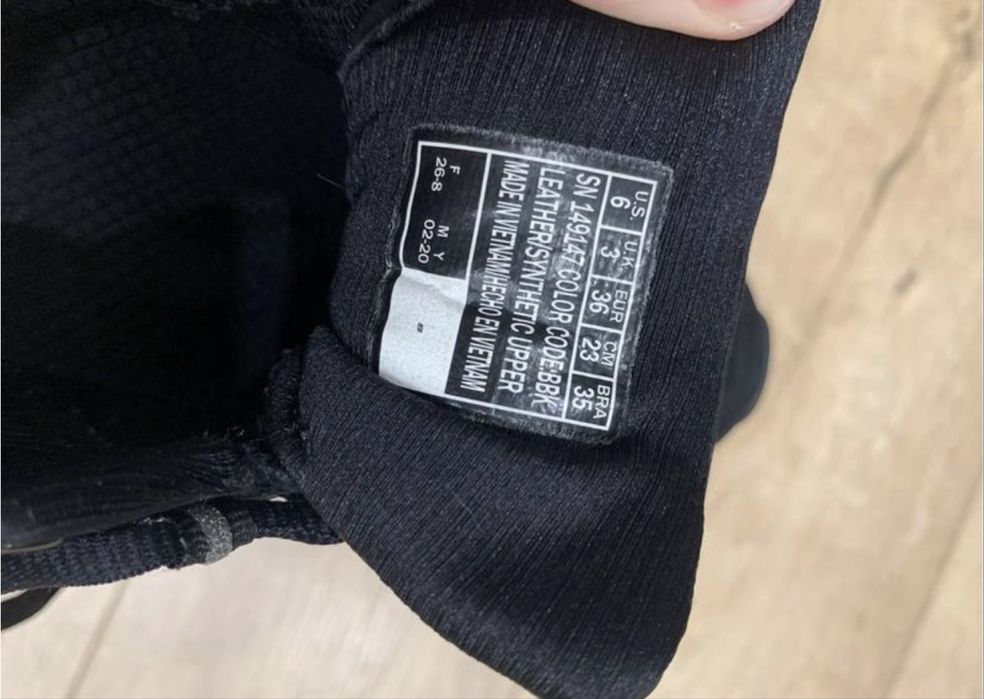 U.S. U.K. EUR CM BRA
6 3 36 23 35
SN 149147 COLOR CODE:BBK
LEATHER/SYNTHETIC UPPER
MADE IN VIETNAM/HECHO EN VIETNAM
F M Y
26-8 02-20